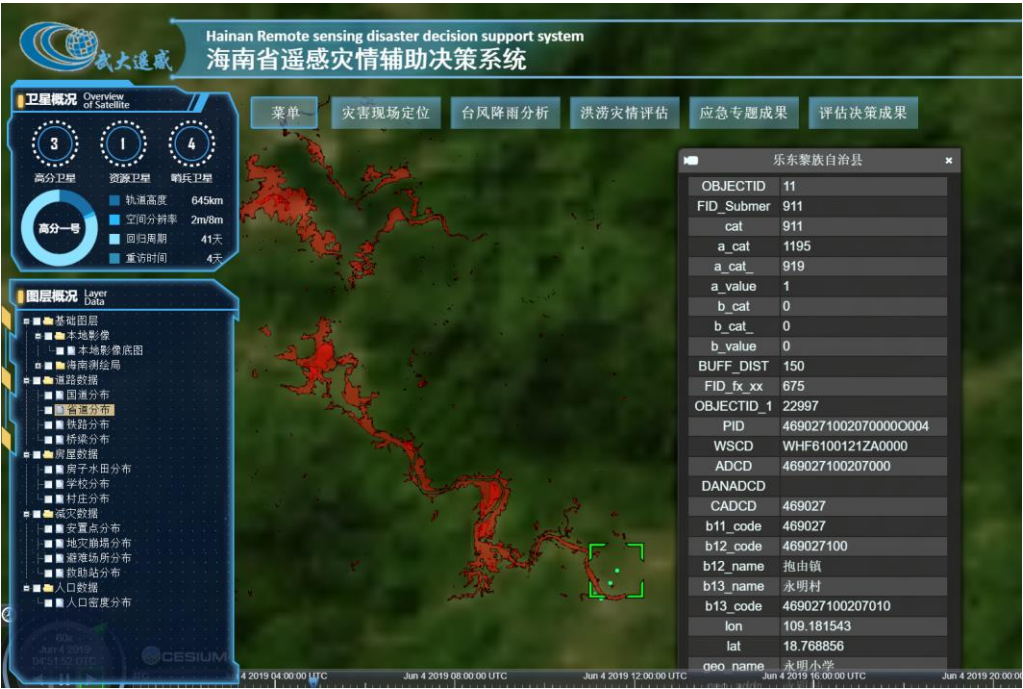 武大遥感
Hainan Remote sensing disaster decision support system
海南省遥感灾情辅助决策系统
卫星概况 Overview of Satellite
3 1 4
高分卫星 资源卫星 哨兵卫星
高分一号
轨道高度 645km
空间分辨率 2m/8m
回归周期 41天
重访时间 4天
菜单 灾害现场定位 台风降雨分析 洪涝灾情评估 应急专题成果 评估决策成果
图层概况 Layer Data
基础图层
本地影像
本地影像底图
海南测绘局
道路数据
国道分布
省道分布
铁路分布
桥梁分布
房屋数据
房子水田分布
学校分布
村庄分布
减灾数据
安置点分布
地灾崩塌分布
避难场所分布
救助站分布
人口数据
人口密度分布
乐东黎族自治县 ×
OBJECTID 11
FID_Submer 911
cat 911
a_cat 1195
a_cat_ 919
a_value 1
b_cat 0
b_cat_ 0
b_value 0
BUFF_DIST 150
FID_fx_xx 675
OBJECTID_1 22997
PID 4690271002070000O004
WSCD WHF6100121ZA0000
ADCD 469027100207000
DANADCD
CADCD 469027
b11_code 469027
b12_code 469027100
b12_name 抱由镇
b13_name 永明村
b13_code 469027100207010
lon 109.181543
lat 18.768856
geo_name 永明小学
60x
Jun 4 2019
04:51:52 UTC
CESIUM
4 2019 04:00:00 UTC Jun 4 2019 08:00:00 UTC Jun 4 2019 12:00:00 UTC Jun 4 2019 16:00:00 UTC Jun 4 2019 20:00:00